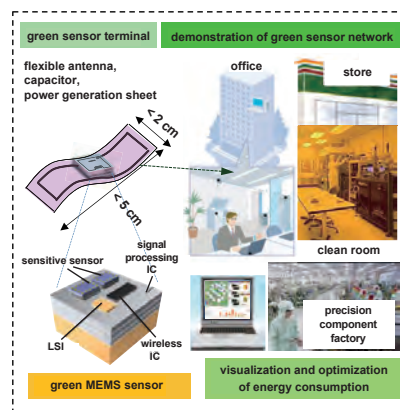 green sensor terminal
demonstration of green sensor network
flexible antenna,
capacitor,
power generation sheet
office
store
< 2 cm
< 5 cm
clean room
signal
processing
IC
sensitive sensor
LSI
wireless
IC
precision
component
factory
green MEMS sensor
visualization and optimization
of energy consumption